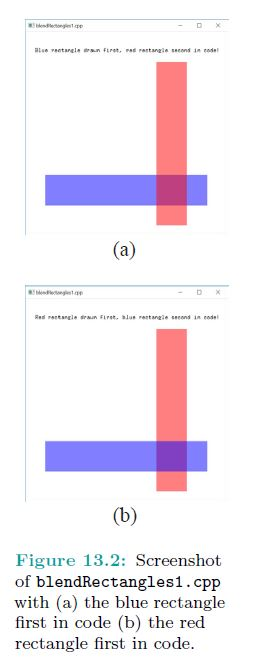 blendRectangles1.cpp
Blue rectangle drawn first, red rectangle second in code!
(a)
blendRectangles1.cpp
Red rectangle drawn first, blue rectangle second in code!
(b)
Figure 13.2: Screenshot
of blendRectangles1.cpp
with (a) the blue rectangle
first in code (b) the red
rectangle first in code.